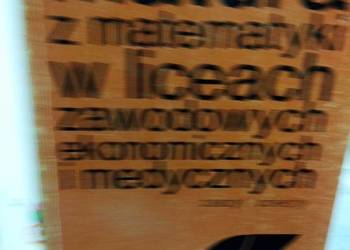 z matematyki
w liceach
zawodowych
ekonomicznych
i medycznych